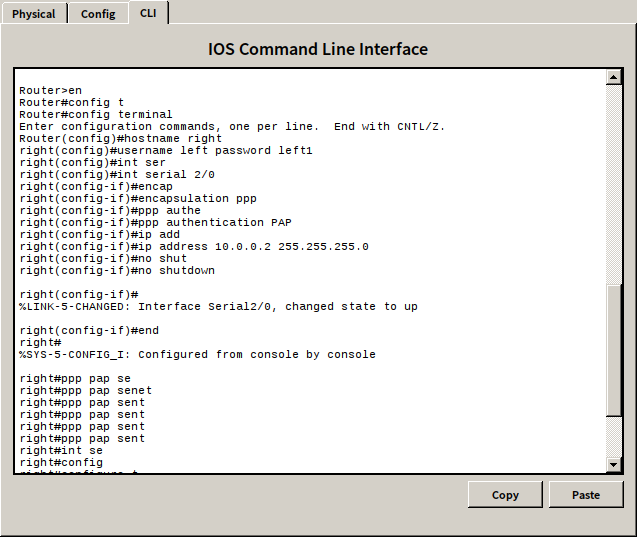 Physical
Config
CLI
IOS Command Line Interface
Router>en
Router#config t
Router#config terminal
Enter configuration commands, one per line.  End with CNTL/Z.
Router(config)#hostname right
right(config)#username left password left1
right(config)#int ser
right(config)#int serial 2/0
right(config-if)#encap
right(config-if)#encapsulation ppp
right(config-if)#ppp authe
right(config-if)#ppp authentication PAP
right(config-if)#ip add
right(config-if)#ip address 10.0.0.2 255.255.255.0
right(config-if)#no shut
right(config-if)#no shutdown
right(config-if)#
%LINK-5-CHANGED: Interface Serial2/0, changed state to up
right(config-if)#end
right#
%SYS-5-CONFIG_I: Configured from console by console
right#ppp pap se
right#ppp pap senet
right#ppp pap sent
right#ppp pap sent
right#ppp pap sent
right#ppp pap sent
right#int se
right#config
right#configure t
Copy
Paste